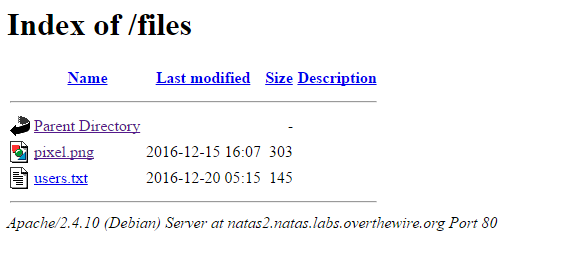 Index of /files
Name Last modified Size Description
Parent Directory -
pixel.png 2016-12-15 16:07 303
users.txt 2016-12-20 05:15 145
Apache/2.4.10 (Debian) Server at natas2.natas.labs.overthewire.org Port 80